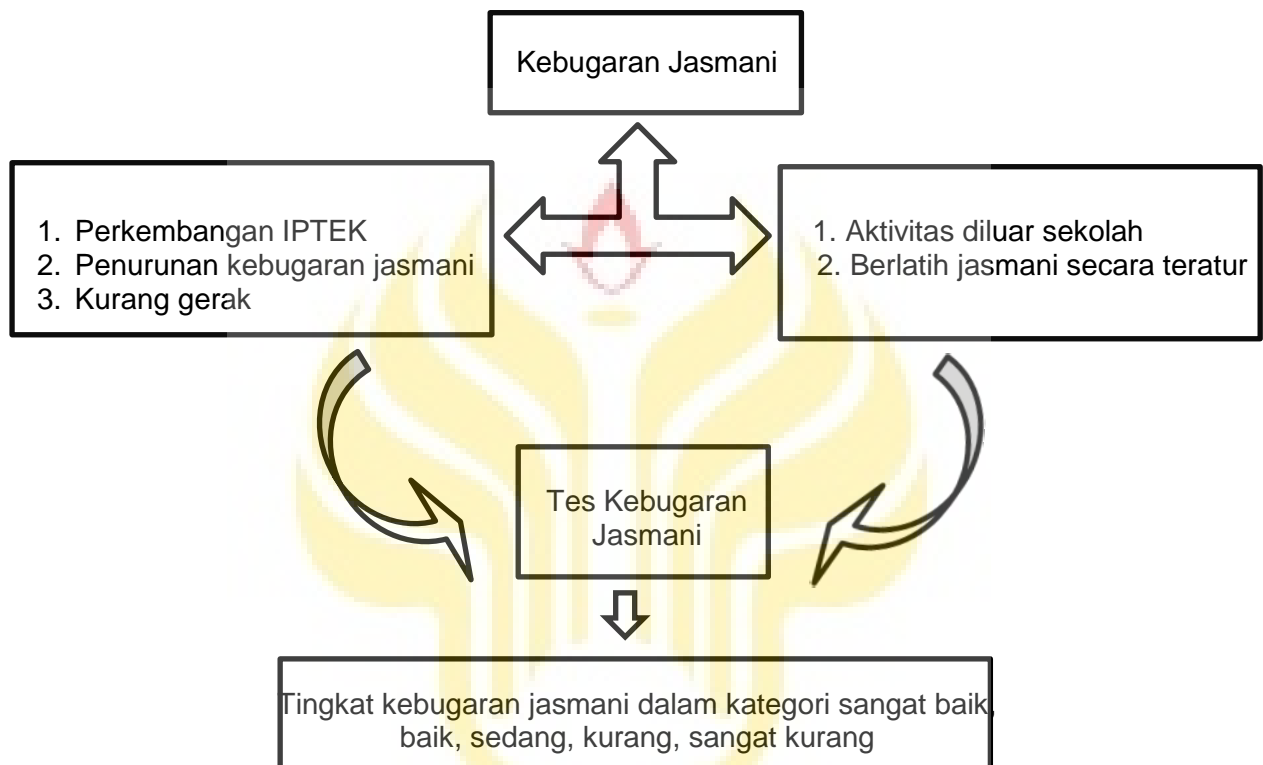 Kebugaran Jasmani
1. Perkembangan IPTEK
2. Penurunan kebugaran jasmani
3. Kurang gerak
1. Aktivitas diluar sekolah
2. Berlatih jasmani secara teratur
Tes Kebugaran
Jasmani
Tingkat kebugaran jasmani dalam kategori sangat baik,
baik, sedang, kurang, sangat kurang